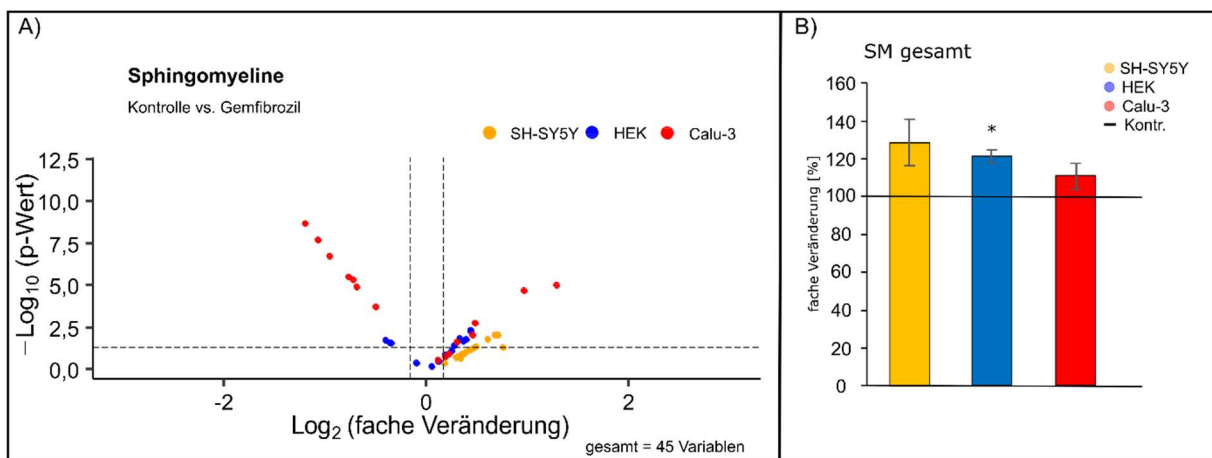 A)
Sphingomyeline
Kontrolle vs. Gemfibrozil
SH-SY5Y HEK Calu-3
12,5
10,0
7,5
5,0
2,5
0,0
−Log10 (p-Wert)
-2 0 2
Log2 (fache Veränderung)
gesamt = 45 Variablen
B)
SM gesamt
SH-SY5Y
HEK
Calu-3
Kontr.
160
140
120
100
80
60
40
20
0
fache Veränderung [%]
*